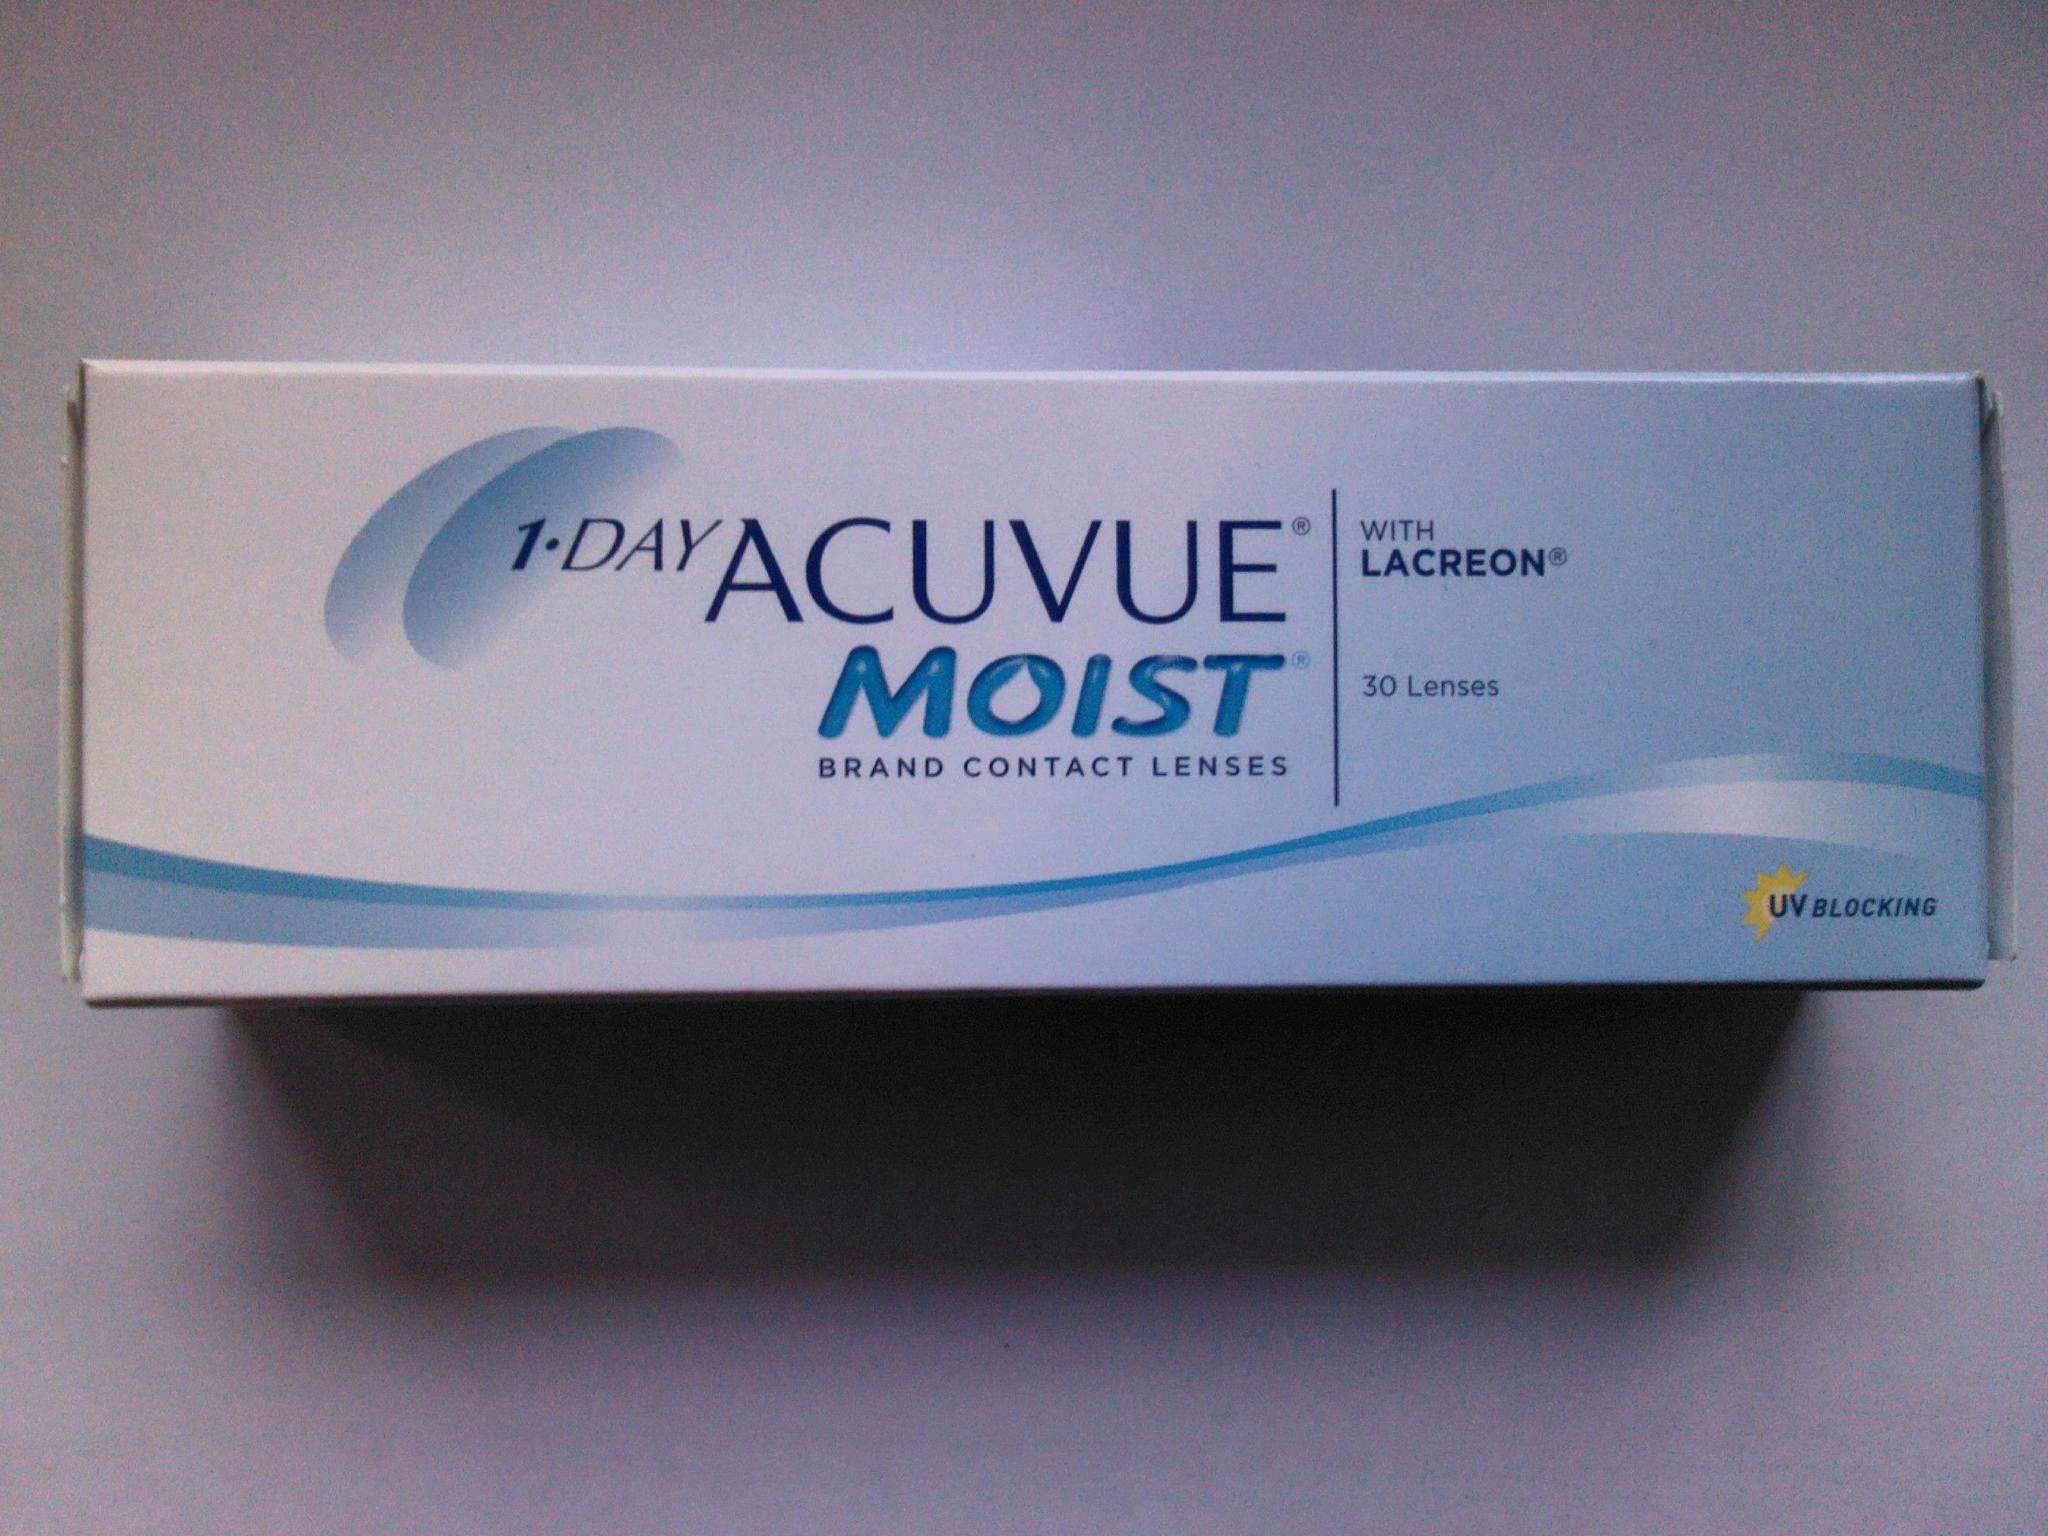 1·DAY ACUVUE®
MOIST®
BRAND CONTACT LENSES
WITH
LACREON®
30 Lenses
UV BLOCKING